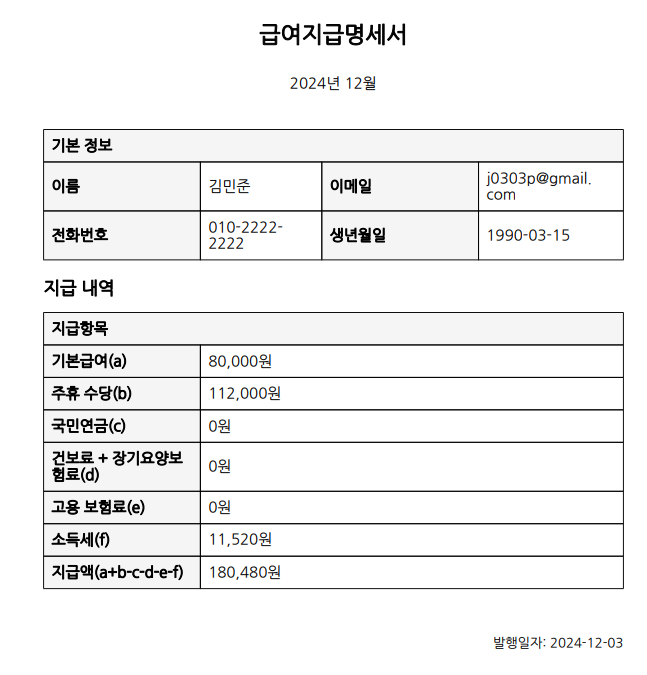 급여지급명세서
2024년 12월
기본 정보
이름 김민준 이메일 j0303p@gmail.
com
전화번호 010-2222-
2222 생년월일 1990-03-15
지급 내역
지급항목
기본급여(a) 80,000원
주휴 수당(b) 112,000원
국민연금(c) 0원
건보료 + 장기요양보
험료(d) 0원
고용 보험료(e) 0원
소득세(f) 11,520원
지급액(a+b-c-d-e-f) 180,480원
발행일자: 2024-12-03